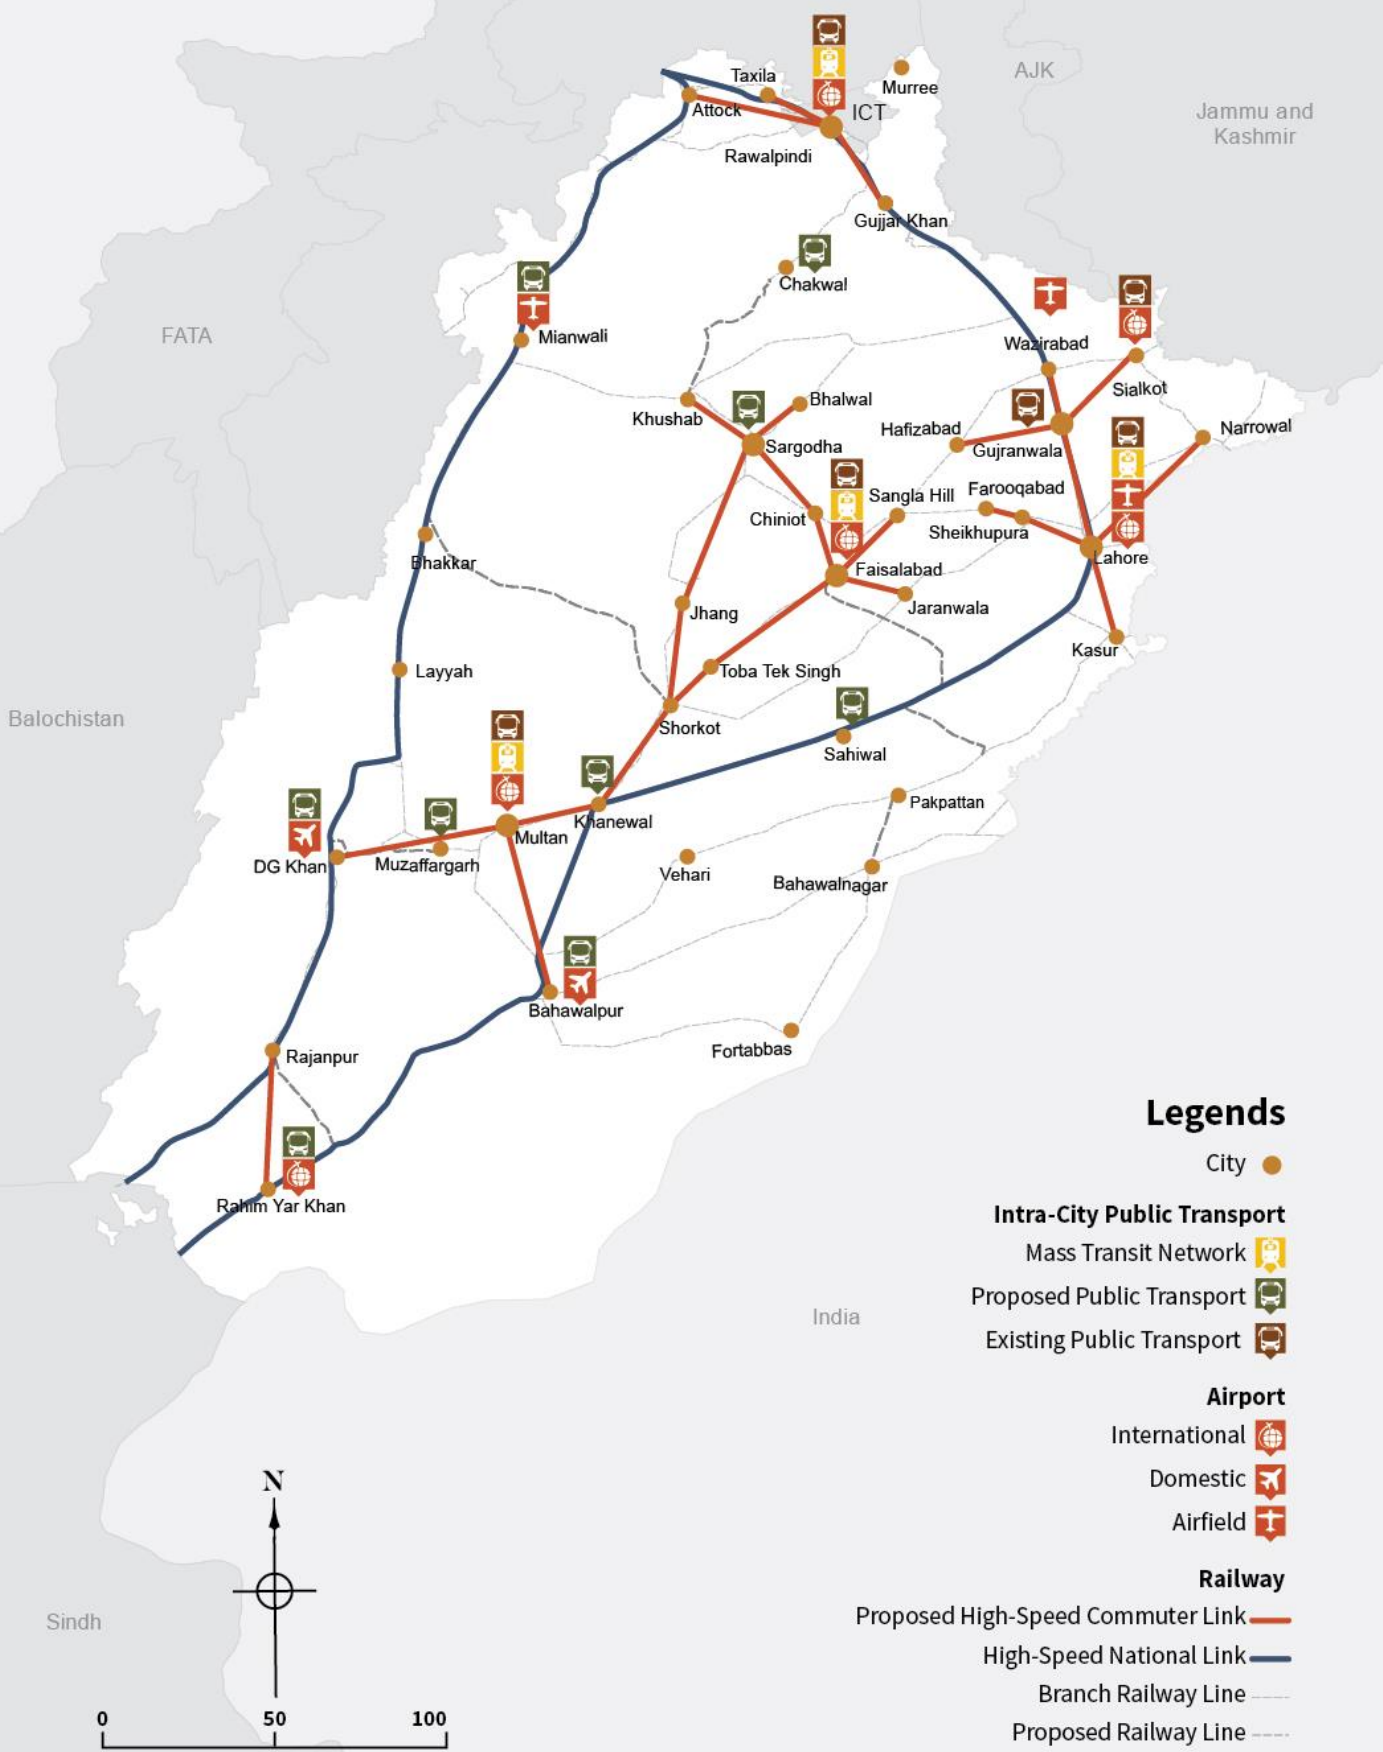 Taxila
Murree
AJK
Attock
ICT
Jammu and
Kashmir
Rawalpindi
Gujjar Khan
Chakwal
FATA
Mianwali
Wazirabad
Sialkot
Khushab
Bhalwal
Hafizabad
Narrowal
Sargodha
Gujranwala
Sangla Hill
Farooqabad
Chiniot
Sheikhupura
Bhakkar
Lahore
Faisalabad
Jhang
Jaranwala
Kasur
Layyah
Toba Tek Singh
Balochistan
Shorkot
Sahiwal
Pakpattan
Khanewal
Multan
DG Khan
Muzaffargarh
Vehari
Bahawalnagar
Bahawalpur
Fortabbas
Rajanpur
Rahim Yar Khan
India
Sindh
Legends
City
Intra-City Public Transport
Mass Transit Network
Proposed Public Transport
Existing Public Transport
Airport
International
Domestic
Airfield
Railway
Proposed High-Speed Commuter Link
High-Speed National Link
Branch Railway Line
Proposed Railway Line
N
0 50 100